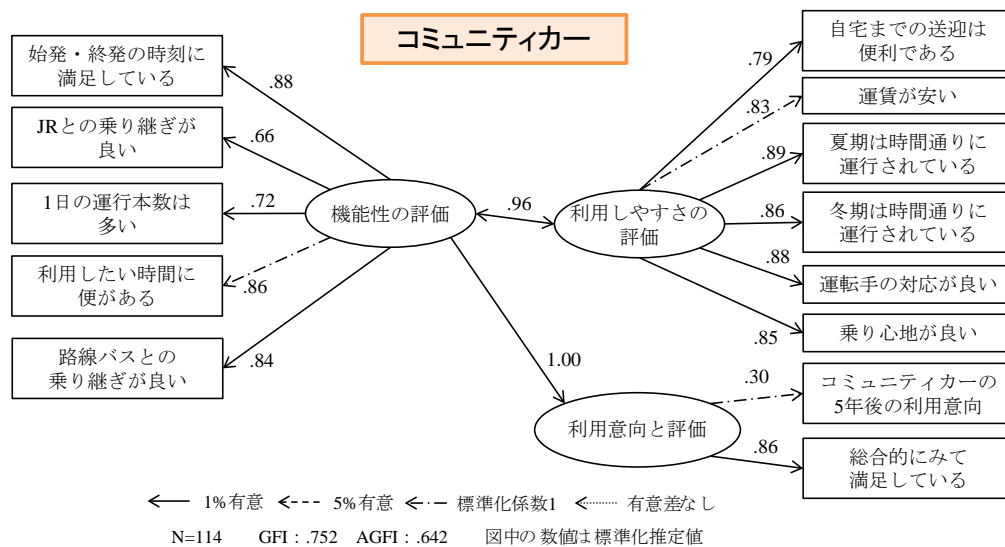 コミュニティカー
始発・終発の時刻に
満足している
.88
JRとの乗り継ぎが
良い
.66
1日の運行本数は
多い
.72
利用したい時間に
便がある
.86
路線バスとの
乗り継ぎが良い
.84
機能性の評価
.96
利用しやすさの
評価
自宅までの送迎は
便利である
.79
運賃が安い
.83
夏期は時間通りに
運行されている
.89
冬期は時間通りに
運行されている
.86
運転手の対応が良い
.88
乗り心地が良い
.85
1.00
利用意向と評価
.30
コミュニティカーの
5年後の利用意向
.86
総合的にみて
満足している
1%有意 5%有意 標準化係数1 有意差なし
N=114 GFI：.752 AGFI：.642 図中の数値は標準化推定値